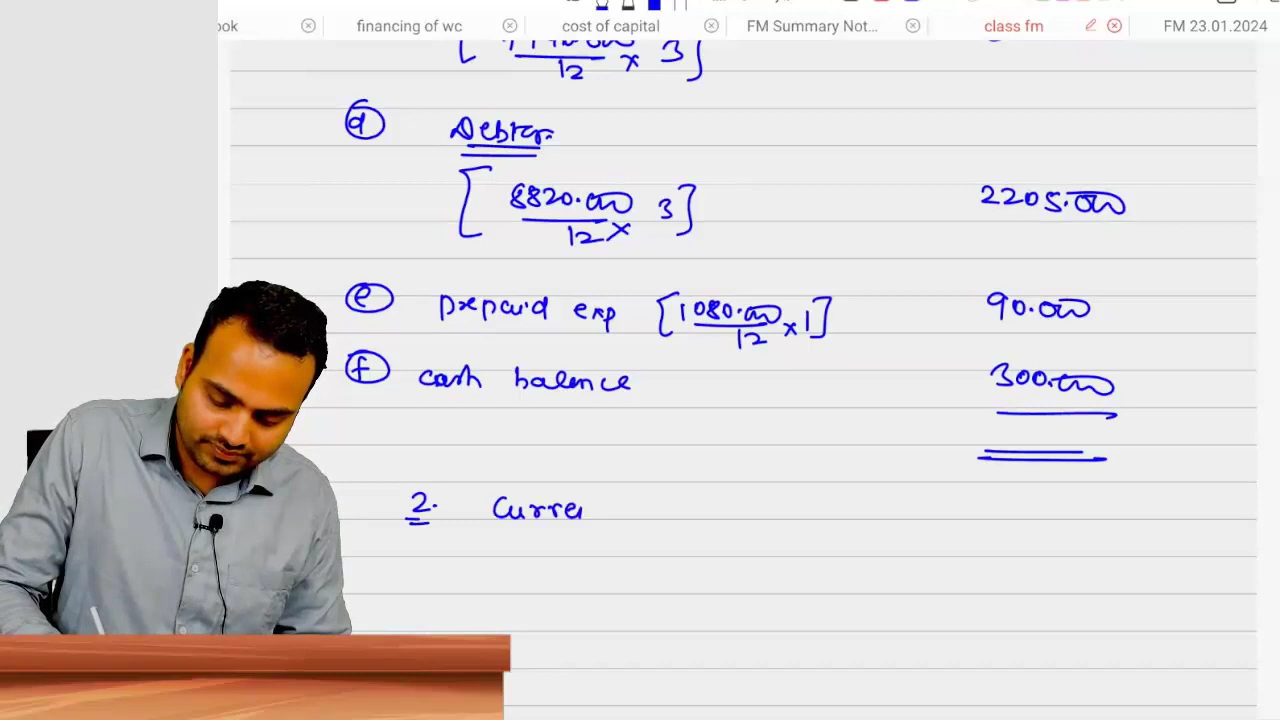 ook financing of wc cost of capital FM Summary Not... class fm FM 23.01.2024
12 × 3]
(d) Debtors
[8820.000 / 12 × 3] 2205.000
(e) prepaid exp [1080.000 / 12 × 1] 90.000
(f) cash balance 300.000
2. Curre